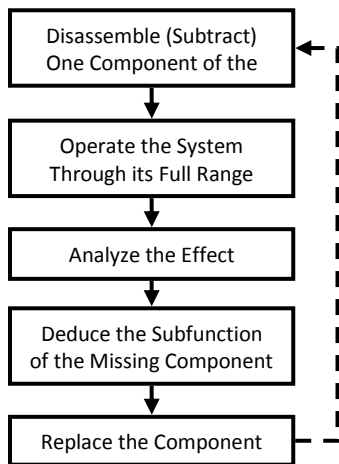 Disassemble (Subtract)
One Component of the
Operate the System
Through its Full Range
Analyze the Effect
Deduce the Subfunction
of the Missing Component
Replace the Component